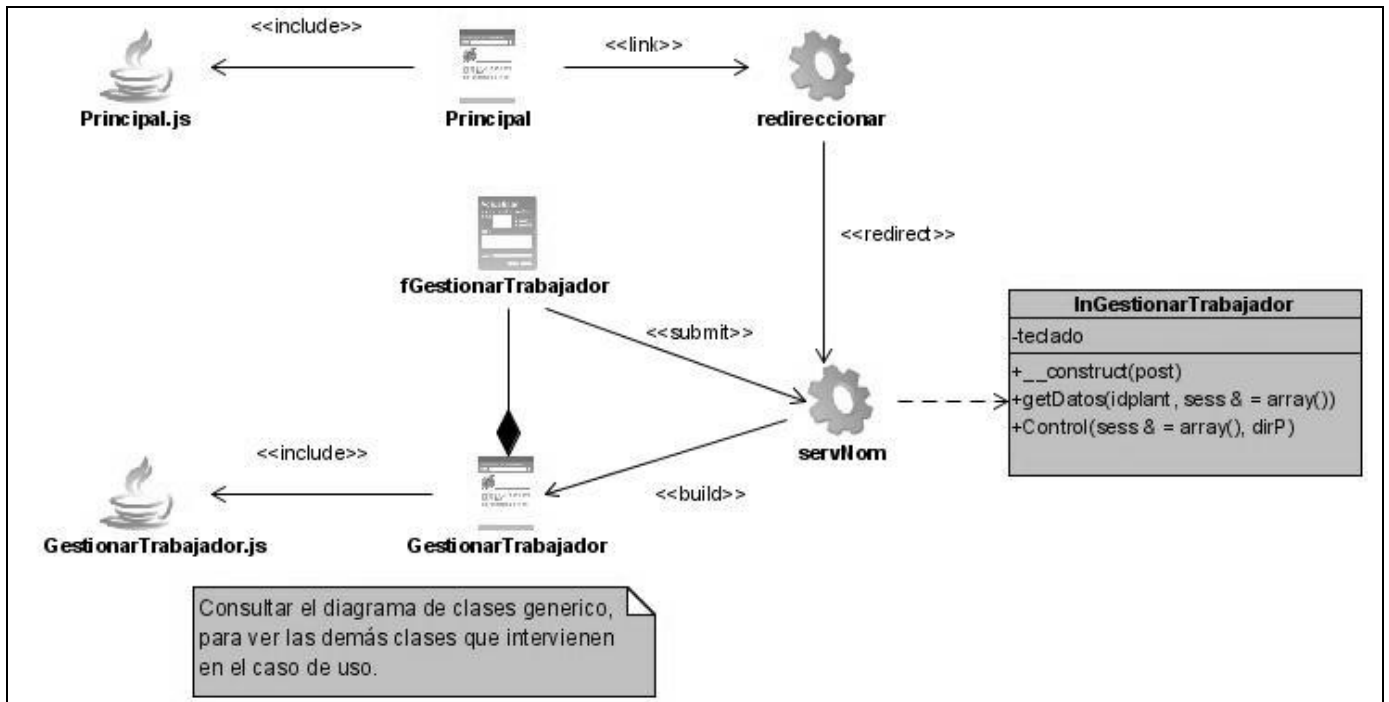 <<include>>
<<link>>
Principal.js
Principal
redireccionar
<<redirect>>
fGestionarTrabajador
<<submit>>
InGestionarTrabajador
-teclado
+__construct(post)
+getDatos(idplant, sess & = array())
+Control(sess & = array(), dirP)
servNom
<<include>>
<<build>>
GestionarTrabajador.js
GestionarTrabajador
Consultar el diagrama de clases generico,
para ver las demás clases que intervienen
en el caso de uso.